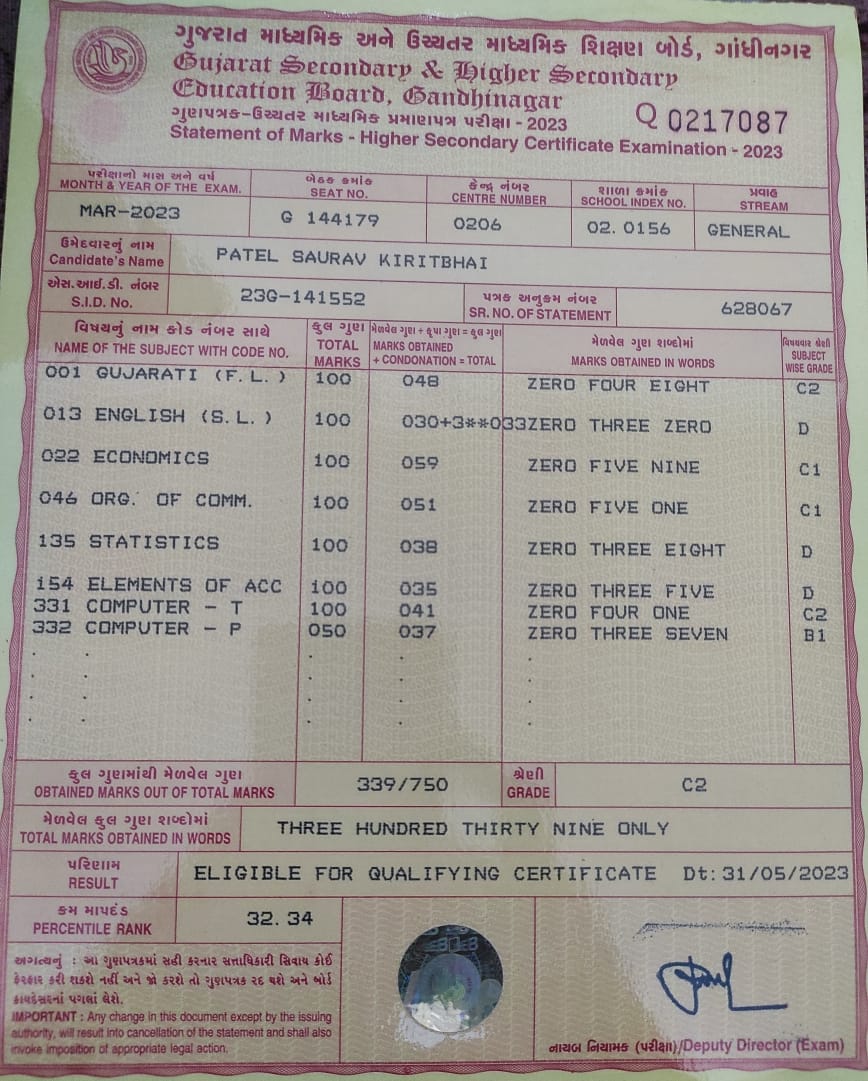 ગુજરાત માધ્યમિક અને ઉચ્ચતર માધ્યમિક શિક્ષણ બોર્ડ, ગાંધીનગર
Gujarat Secondary & Higher Secondary
Education Board, Gandhinagar
ગુણપત્રક-ઉચ્ચતર માધ્યમિક પ્રમાણપત્ર પરીક્ષા - 2023
Q 0217087
Statement of Marks - Higher Secondary Certificate Examination - 2023
પરીક્ષાનો માસ અને વર્ષ બેઠક ક્રમાંક કેન્દ્ર નંબર શાળા ક્રમાંક પ્રવાહ
MONTH & YEAR OF THE EXAM. SEAT NO. CENTRE NUMBER SCHOOL INDEX NO. STREAM
MAR-2023 G 144179 0206 02. 0156 GENERAL
ઉમેદવારનું નામ
Candidate's Name PATEL SAURAV KIRITBHAI
એસ.આઈ.ડી. નંબર પત્રક અનુક્રમ નંબર
S.I.D. No. 23G-141552 SR. NO. OF STATEMENT 628067
વિષયનું નામ કોડ નંબર સાથે કુલ ગુણ મેળવેલ ગુણ + કૃપા ગુણ = કુલ ગુણ મેળવેલ ગુણ શબ્દોમાં વિષયવાર શ્રેણી
NAME OF THE SUBJECT WITH CODE NO. TOTAL MARKS MARKS OBTAINED + CONDONATION = TOTAL MARKS OBTAINED IN WORDS SUBJECT WISE GRADE
001 GUJARATI (F.L.) 100 048 ZERO FOUR EIGHT C2
013 ENGLISH (S.L.) 100 030+3**033ZERO THREE ZERO D
022 ECONOMICS 100 059 ZERO FIVE NINE C1
046 ORG. OF COMM. 100 051 ZERO FIVE ONE C1
135 STATISTICS 100 038 ZERO THREE EIGHT D
154 ELEMENTS OF ACC 100 035 ZERO THREE FIVE D
331 COMPUTER - T 100 041 ZERO FOUR ONE C2
332 COMPUTER - P 050 037 ZERO THREE SEVEN B1
કુલ ગુણમાંથી મેળવેલ ગુણ શ્રેણી
OBTAINED MARKS OUT OF TOTAL MARKS 339/750 GRADE C2
મેળવેલ કુલ ગુણ શબ્દોમાં
TOTAL MARKS OBTAINED IN WORDS THREE HUNDRED THIRTY NINE ONLY
પરિણામ
RESULT ELIGIBLE FOR QUALIFYING CERTIFICATE Dt: 31/05/2023
ક્રમ માપદંડ
PERCENTILE RANK 32. 34
અગત્યનું : આ ગુણપત્રકમાં સહી કરનાર સત્તાધિકારી સિવાય કોઈ
ફેરફાર કરી શકશે નહીં અને જો કરશે તો ગુણપત્રક રદ થશે અને બોર્ડ
કાયદેસરનાં પગલાં લેશે.
IMPORTANT : Any change in this document except by the issuing
authority, will result into cancellation of the statement and shall also
invoke imposition of appropriate legal action.
નાયબ નિયામક (પરીક્ષા)/Deputy Director (Exam)